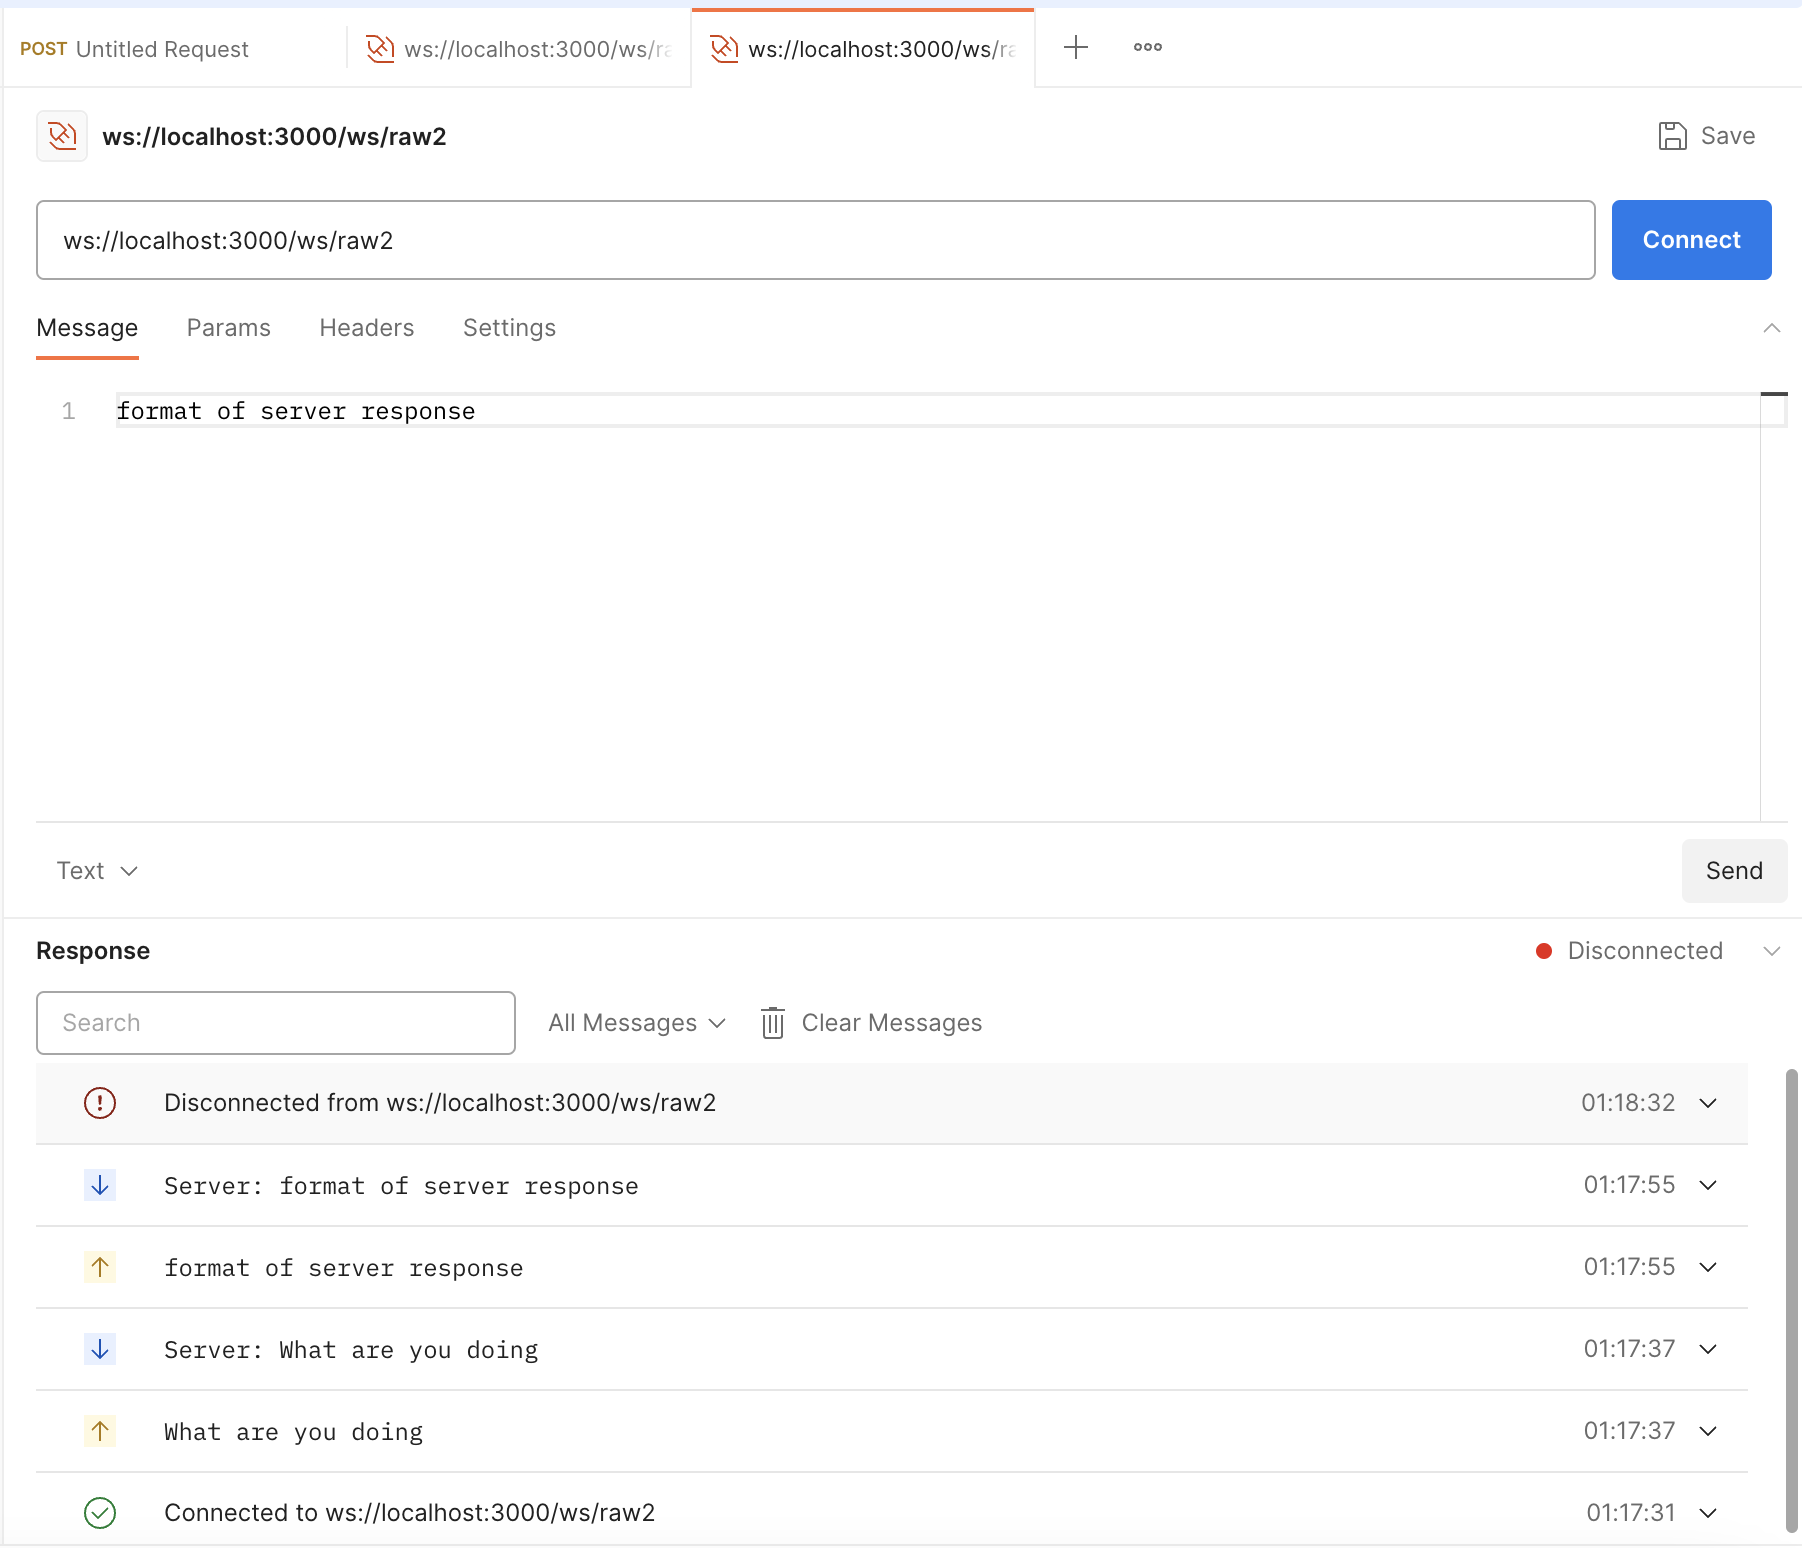 POST Untitled Request
ws://localhost:3000/ws/ra
ws://localhost:3000/ws/ra
ws://localhost:3000/ws/raw2
Save
ws://localhost:3000/ws/raw2
Connect
Message Params Headers Settings
1 format of server response
Text
Send
Response
Disconnected
Search
All Messages
Clear Messages
Disconnected from ws://localhost:3000/ws/raw2 01:18:32
Server: format of server response 01:17:55
format of server response 01:17:55
Server: What are you doing 01:17:37
What are you doing 01:17:37
Connected to ws://localhost:3000/ws/raw2 01:17:31